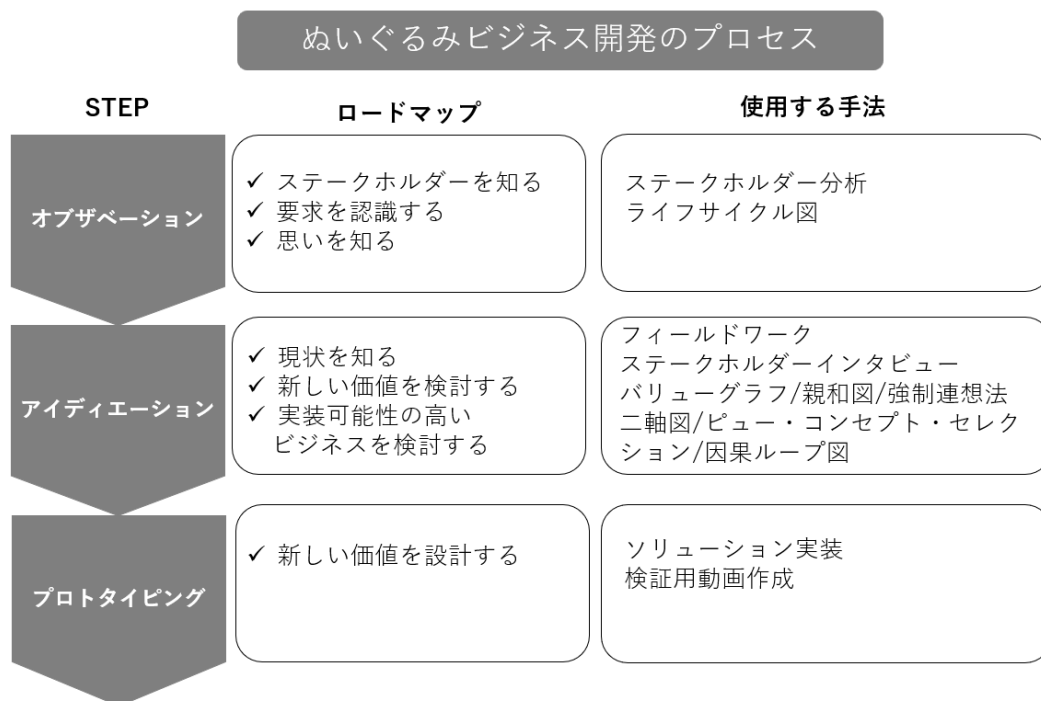 ぬいぐるみビジネス開発のプロセス
STEP
ロードマップ
使用する手法
オブザベーション
✓ ステークホルダーを知る
✓ 要求を認識する
✓ 思いを知る
ステークホルダー分析
ライフサイクル図
アイディエーション
✓ 現状を知る
✓ 新しい価値を検討する
✓ 実装可能性の高い
ビジネスを検討する
フィールドワーク
ステークホルダーインタビュー
バリューグラフ/親和図/強制連想法
二軸図/ピュー・コンセプト・セレク
ション/因果ループ図
プロトタイピング
✓ 新しい価値を設計する
ソリューション実装
検証用動画作成